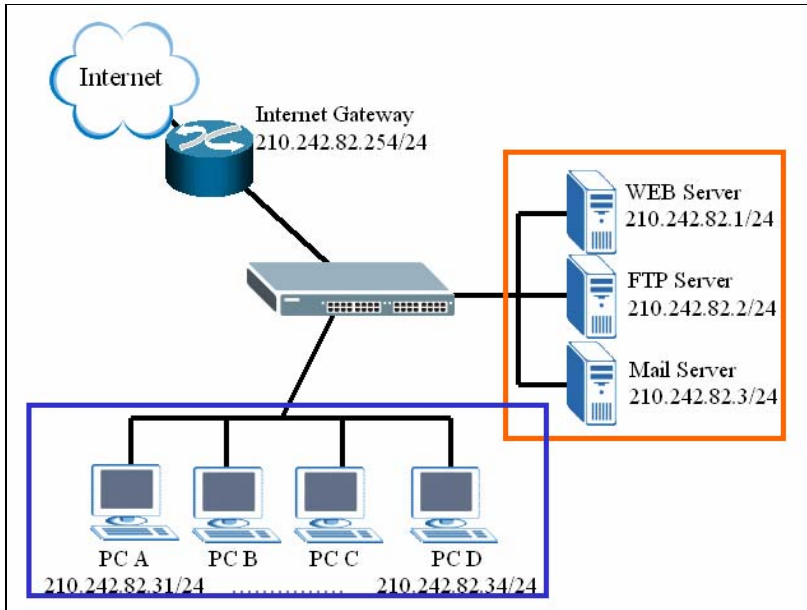 Internet
Internet Gateway
210.242.82.254/24
WEB Server
210.242.82.1/24
FTP Server
210.242.82.2/24
Mail Server
210.242.82.3/24
PC A PC B PC C PC D
210.242.82.31/24 .............. 210.242.82.34/24